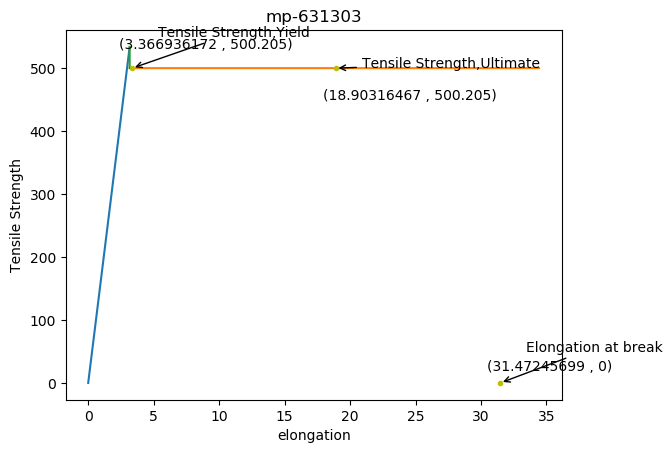 mp-631303
Tensile Strength,Yield
(3.366936172 , 500.205)
Tensile Strength,Ultimate
(18.90316467 , 500.205)
Elongation at break
(31.47245699 , 0)
Tensile Strength
500
400
300
200
100
0
0 5 10 15 20 25 30 35
elongation